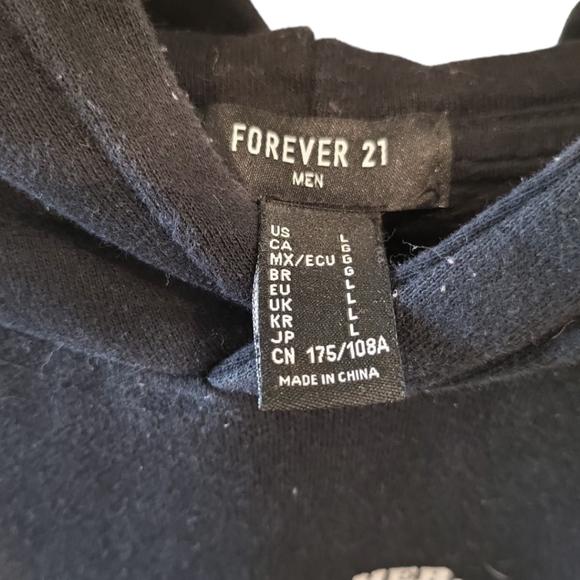 FOREVER 21
MEN
US L
CA G
MX/ECU G
BR G
EU L
UK L
KR L
JP L
CN 175/108A
MADE IN CHINA